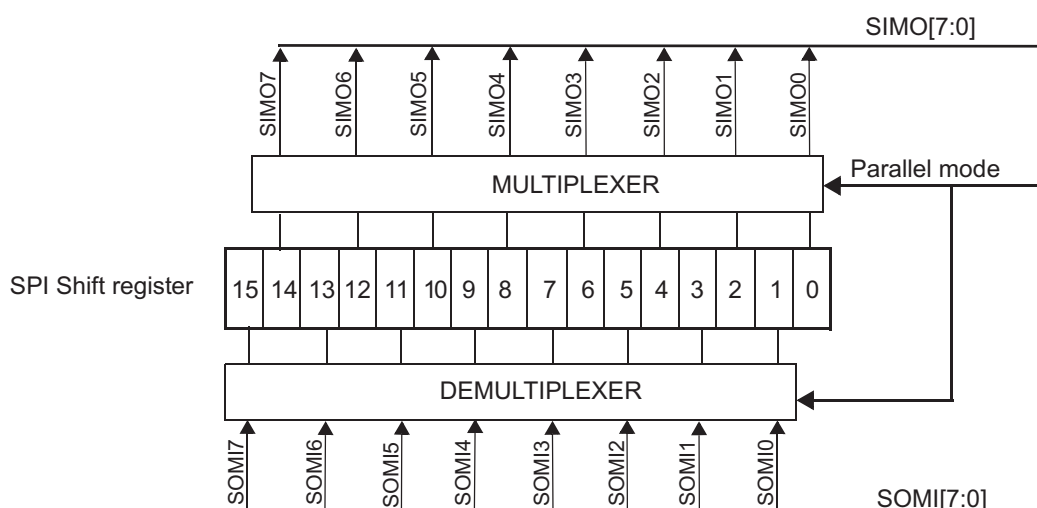 SIMO[7:0]
SIMO7
SIMO6
SIMO5
SIMO4
SIMO3
SIMO2
SIMO1
SIMO0
MULTIPLEXER
Parallel mode
SPI Shift register
15 14 13 12 11 10 9 8 7 6 5 4 3 2 1 0
DEMULTIPLEXER
SOMI7
SOMI6
SOMI5
SOMI4
SOMI3
SOMI2
SOMI1
SOMI0
SOMI[7:0]